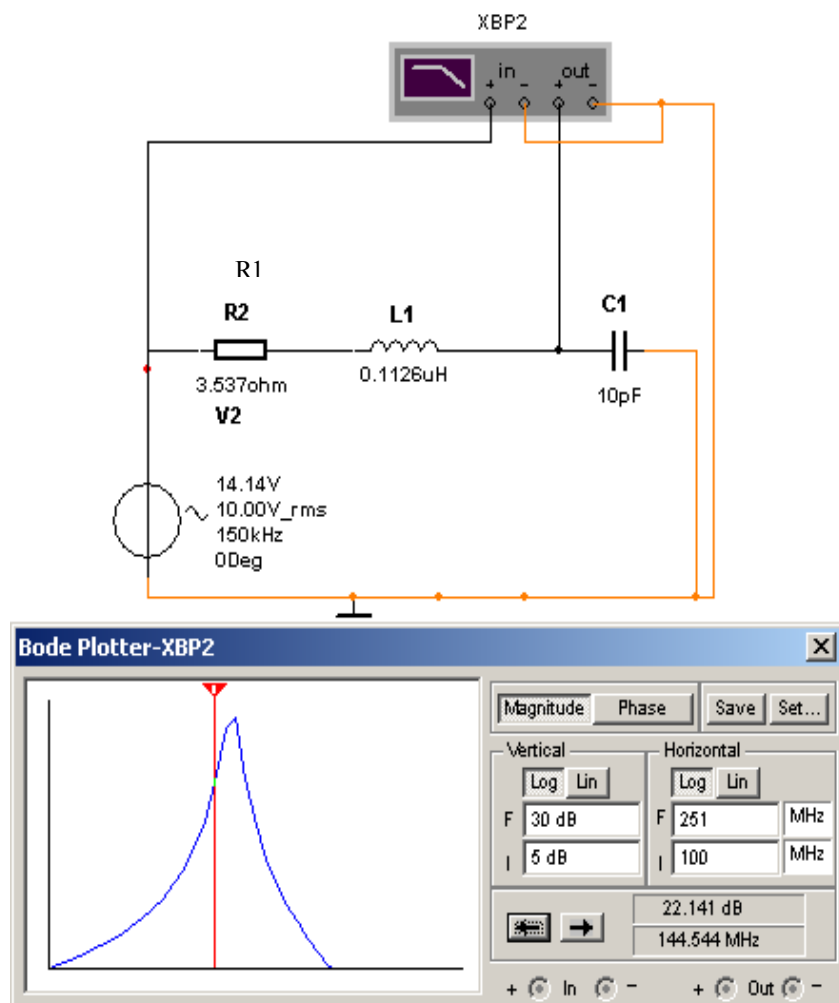 XBP2
in out
+ - + -
R1
R2
L1
C1
3.537ohm
0.1126uH
10pF
V2
14.14V
10.00V_rms
150kHz
0Deg
Bode Plotter-XBP2
Magnitude Phase Save Set...
Vertical Horizontal
Log Lin Log Lin
F 30 dB F 251 MHz
I 5 dB I 100 MHz
22.141 dB
144.544 MHz
+ In - + Out -